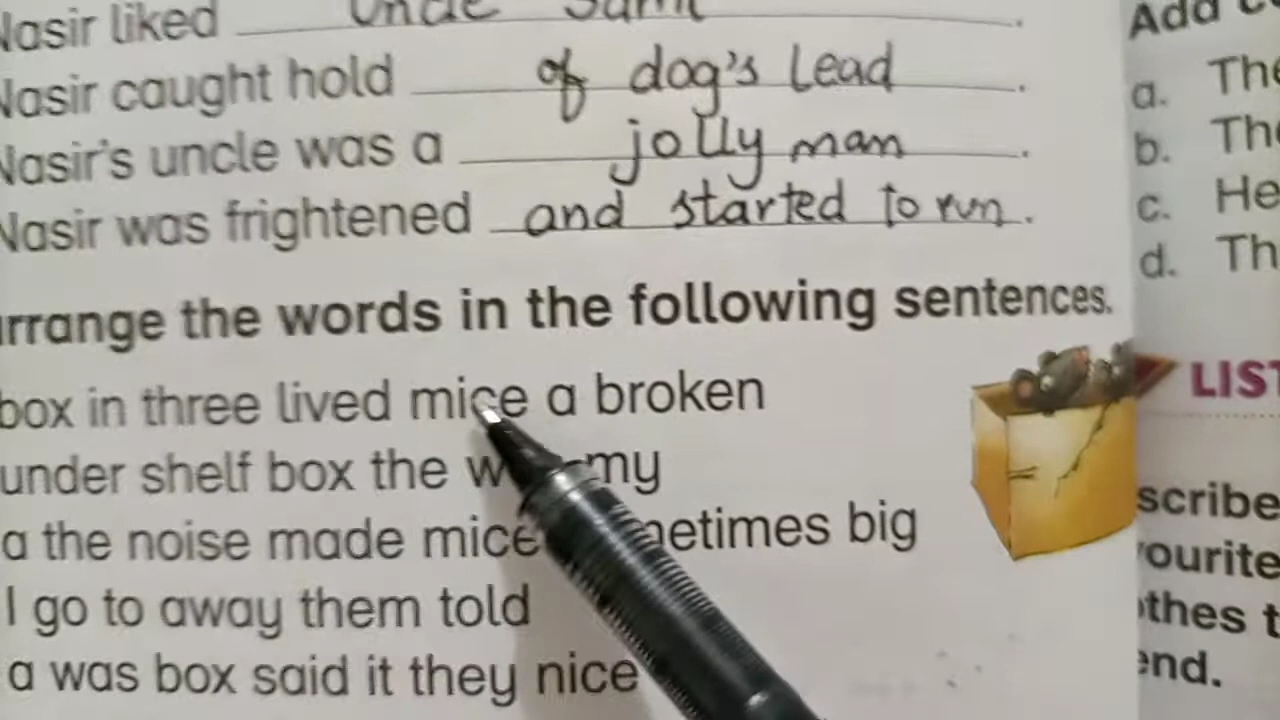 Nasir liked Uncle Sami.
Nasir caught hold of dog's lead.
Nasir's uncle was a jolly man.
Nasir was frightened and started to run.
rrange the words in the following sentences.
box in three lived mice a broken
under shelf box the my
a the noise made mice metimes big
I go to away them told
a was box said it they nice
Add
a. The
b. The
c. He
d. Th
LIST
scribe
ourite
thes t
end.